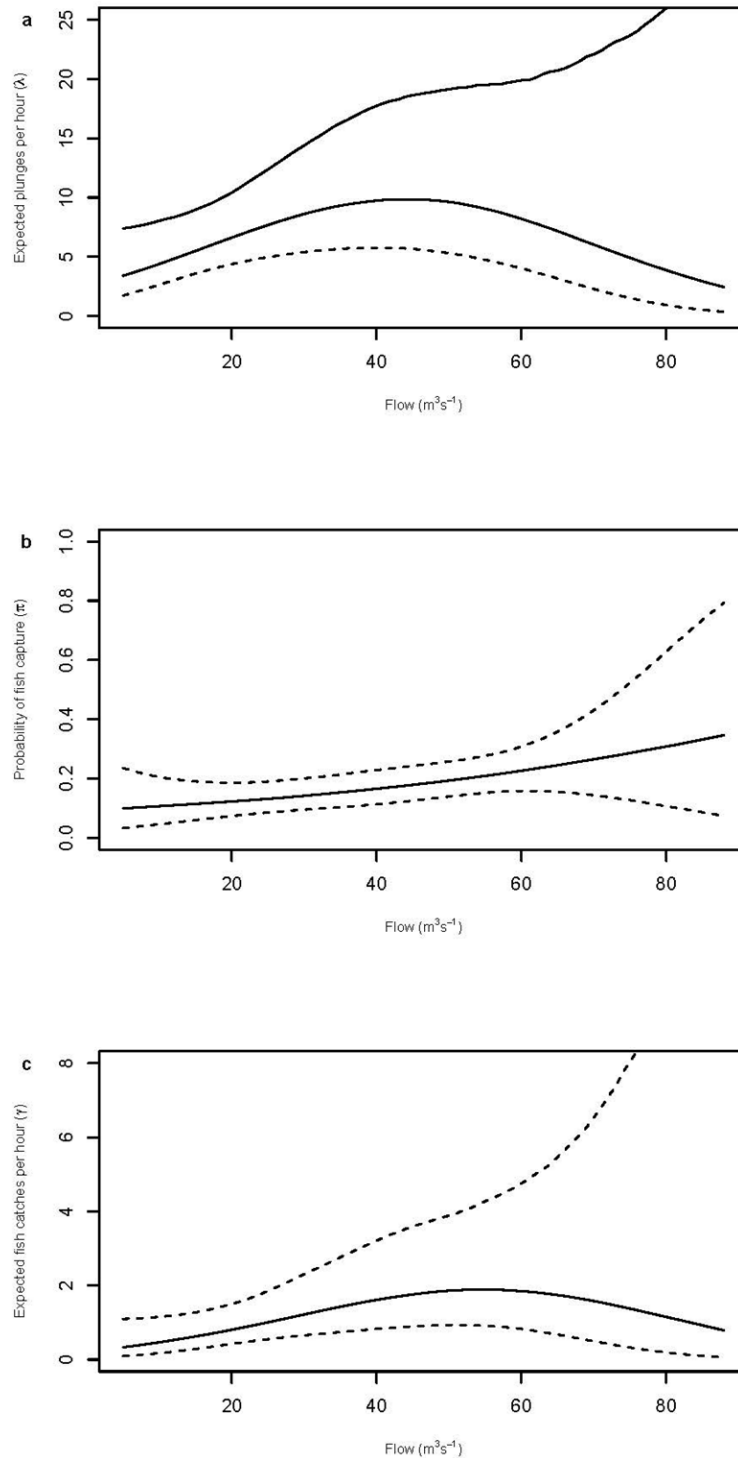 a
Expected plunges per hour (λ)
25
20
15
10
5
0
20 40 60 80
Flow (m³s⁻¹)
b
Probability of fish capture (π)
1.0
0.8
0.6
0.4
0.2
0.0
20 40 60 80
Flow (m³s⁻¹)
c
Expected fish catches per hour (γ)
8
6
4
2
0
20 40 60 80
Flow (m³s⁻¹)